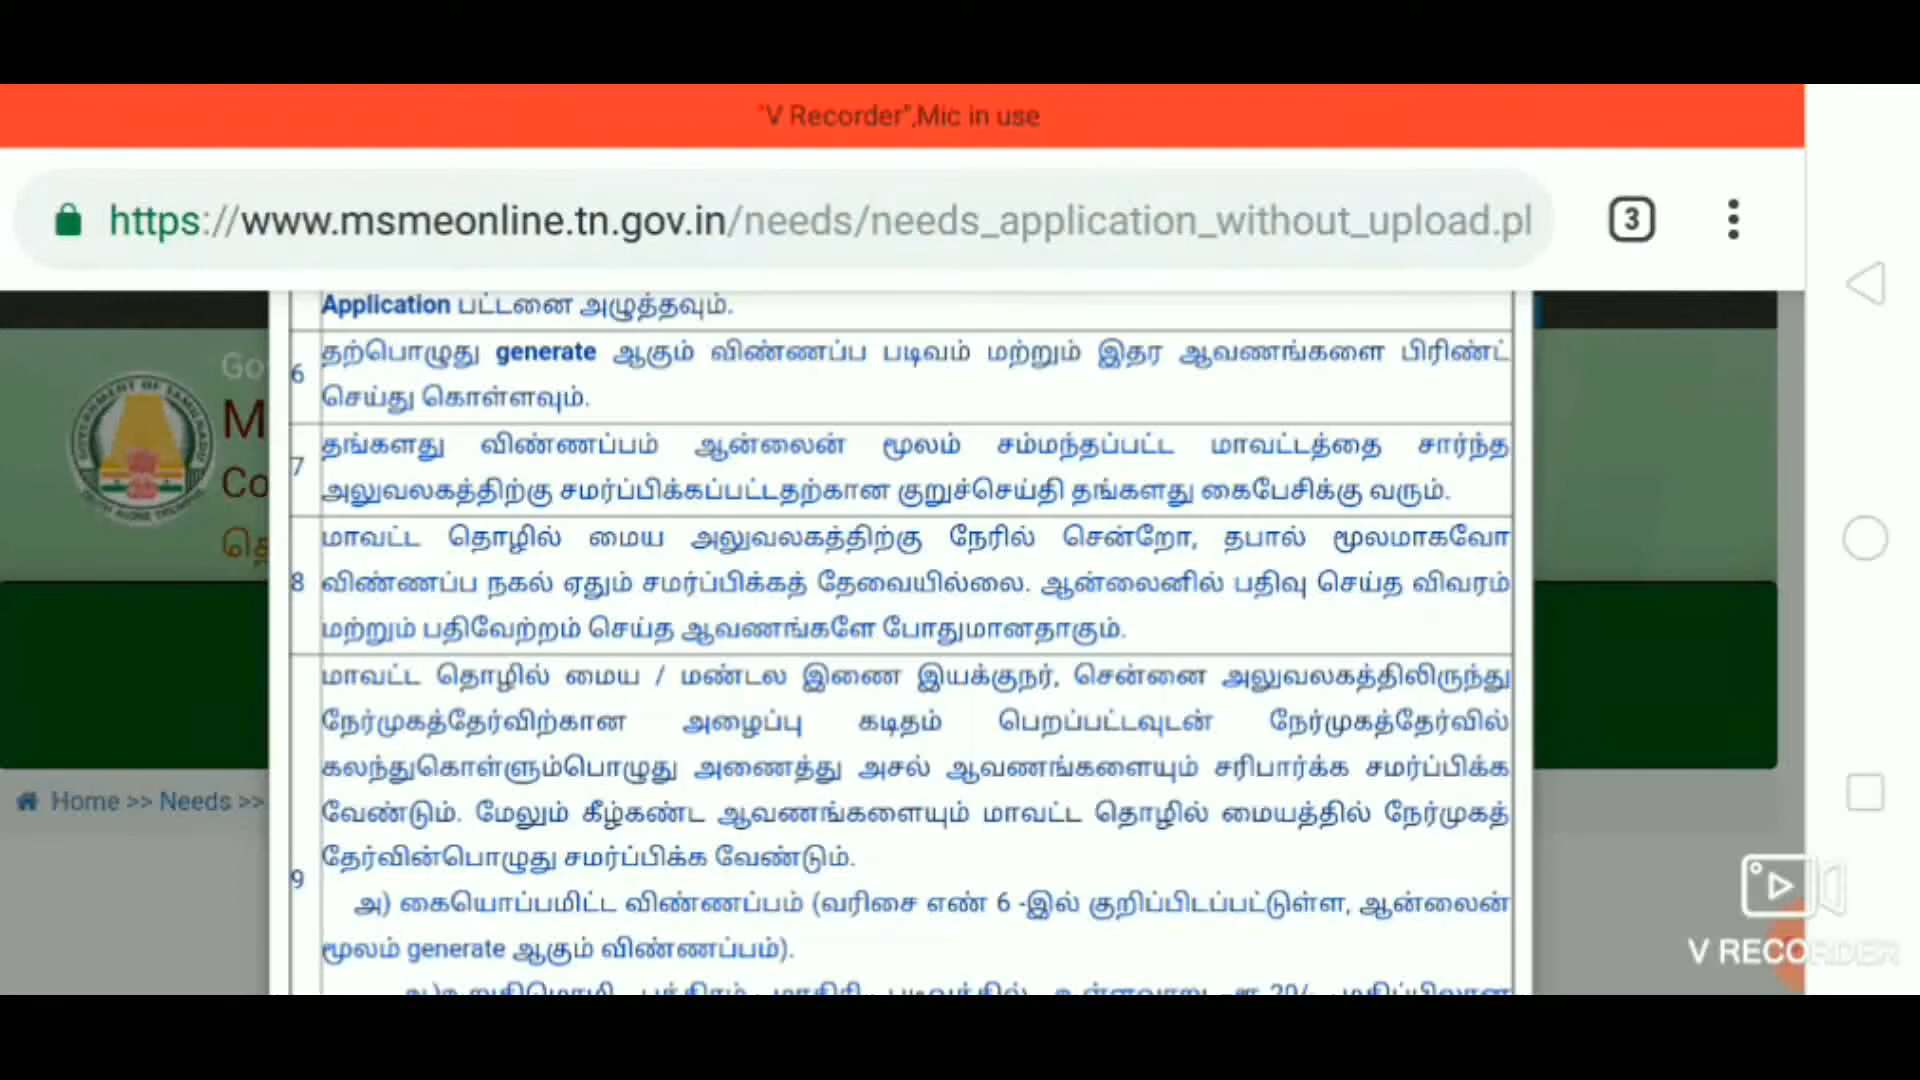 "V Recorder",Mic in use
https://www.msmeonline.tn.gov.in/needs/needs_application_without_upload.pl
3
Application பட்டனை அழுத்தவும்.
6 தற்பொழுது generate ஆகும் விண்ணப்ப படிவம் மற்றும் இதர ஆவணங்களை பிரிண்ட்
செய்து கொள்ளவும்.
7 தங்களது விண்ணப்பம் ஆன்லைன் மூலம் சம்மந்தப்பட்ட மாவட்டத்தை சார்ந்த
அலுவலகத்திற்கு சமர்ப்பிக்கப்பட்டதற்கான குறுச்செய்தி தங்களது கைபேசிக்கு வரும்.
மாவட்ட தொழில் மைய அலுவலகத்திற்கு நேரில் சென்றோ, தபால் மூலமாகவோ
8 விண்ணப்ப நகல் ஏதும் சமர்ப்பிக்கத் தேவையில்லை. ஆன்லைனில் பதிவு செய்த விவரம்
மற்றும் பதிவேற்றம் செய்த ஆவணங்களே போதுமானதாகும்.
மாவட்ட தொழில் மைய / மண்டல இணை இயக்குநர், சென்னை அலுவலகத்திலிருந்து
நேர்முகத்தேர்விற்கான அழைப்பு கடிதம் பெறப்பட்டவுடன் நேர்முகத்தேர்வில்
கலந்துகொள்ளும்பொழுது அணைத்து அசல் ஆவணங்களையும் சரிபார்க்க சமர்ப்பிக்க
வேண்டும். மேலும் கீழ்கண்ட ஆவணங்களையும் மாவட்ட தொழில் மையத்தில் நேர்முகத்
தேர்வின்பொழுது சமர்ப்பிக்க வேண்டும்.
9
அ) கையொப்பமிட்ட விண்ணப்பம் (வரிசை எண் 6 -இல் குறிப்பிடப்பட்டுள்ள, ஆன்லைன்
மூலம் generate ஆகும் விண்ணப்பம்).
Go
M
Co
தெ
GOVERNMENT OF TAMILNADU
Home >> Needs >>
V RECORDER